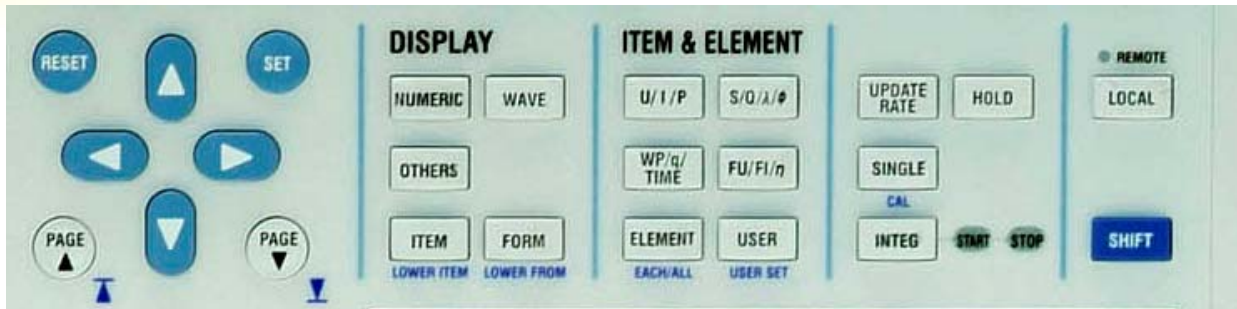 RESET
SET
PAGE
PAGE
DISPLAY
NUMERIC
WAVE
OTHERS
ITEM
FORM
LOWER ITEM
LOWER FROM
ITEM & ELEMENT
U/I/P
S/Q/λ/ø
WP/q/
TIME
FU/FI/η
ELEMENT
USER
EACH/ALL
USER SET
UPDATE
RATE
HOLD
SINGLE
CAL
INTEG
START
STOP
REMOTE
LOCAL
SHIFT